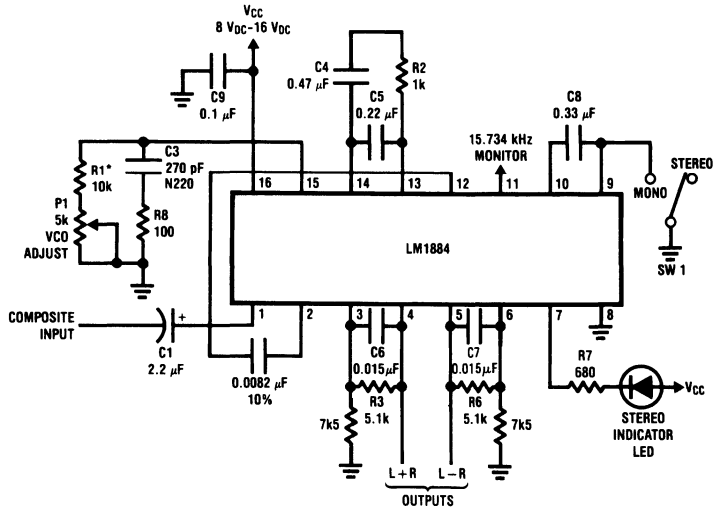 VCC
8 VDC-16 VDC
C9
0.1 µF
C4
0.47 µF
R2
1k
C5
0.22 µF
C8
0.33 µF
15.734 kHz
MONITOR
C3
270 pF
N220
R1*
10k
P1
5k
VCO
ADJUST
R8
100
STEREO
MONO
SW 1
16
15
14
13
12
11
10
9
LM1884
1
2
3
4
5
6
7
8
COMPOSITE
INPUT
+
C1
2.2 µF
0.0082 µF
10%
C6
0.015µF
R3
5.1k
7k5
C7
0.015µF
R6
5.1k
7k5
R7
680
VCC
STEREO
INDICATOR
LED
L+R
L−R
OUTPUTS